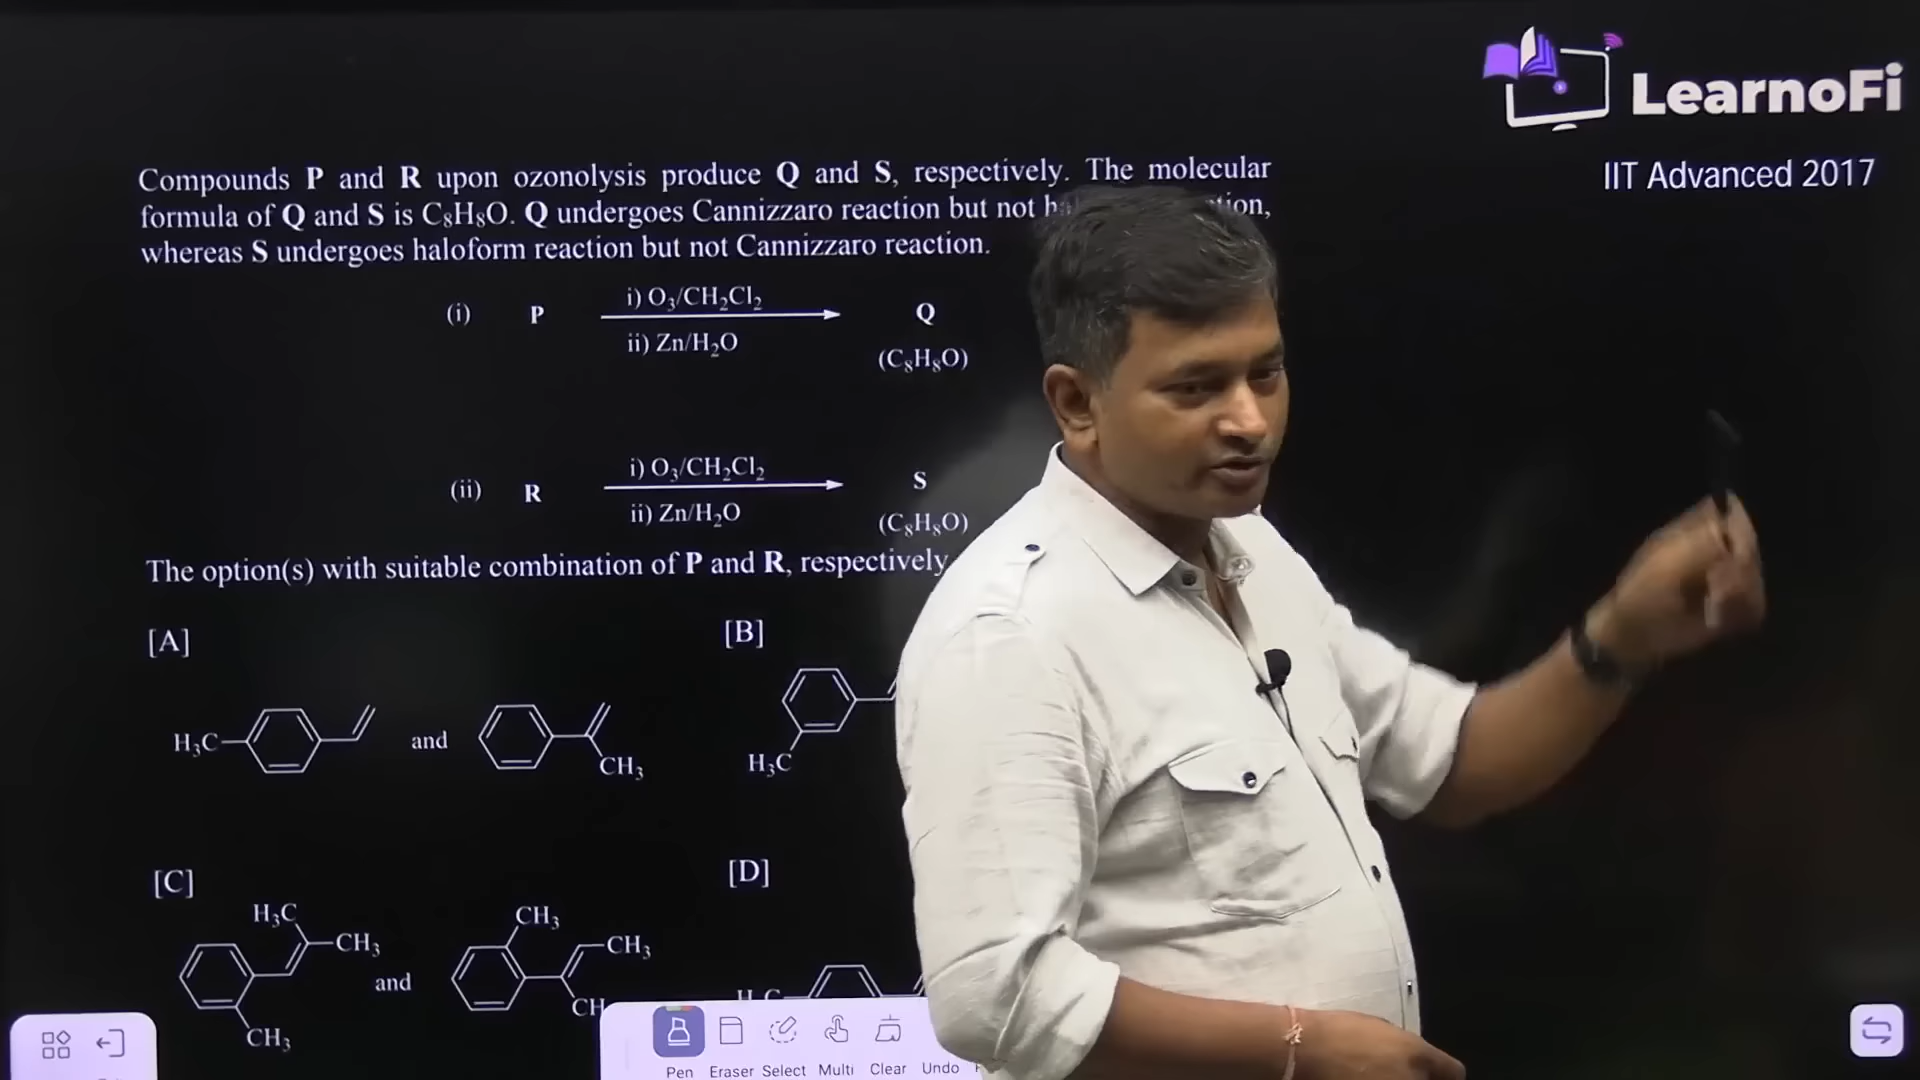 LearnoFi
IIT Advanced 2017
Compounds P and R upon ozonolysis produce Q and S, respectively. The molecular
formula of Q and S is C₈H₈O. Q undergoes Cannizzaro reaction but not
whereas S undergoes haloform reaction but not Cannizzaro reaction.
(i) P i) O₃/CH₂Cl₂ Q
ii) Zn/H₂O (C₈H₈O)
(ii) R i) O₃/CH₂Cl₂ S
ii) Zn/H₂O (C₈H₈O)
The option(s) with suitable combination of P and R, respectively
[A] [B]
H₃C and CH₃ H₃C
[C] [D]
H₃C CH₃ and CH₃ CH₃
CH₃
Pen Eraser Select Multi Clear Undo